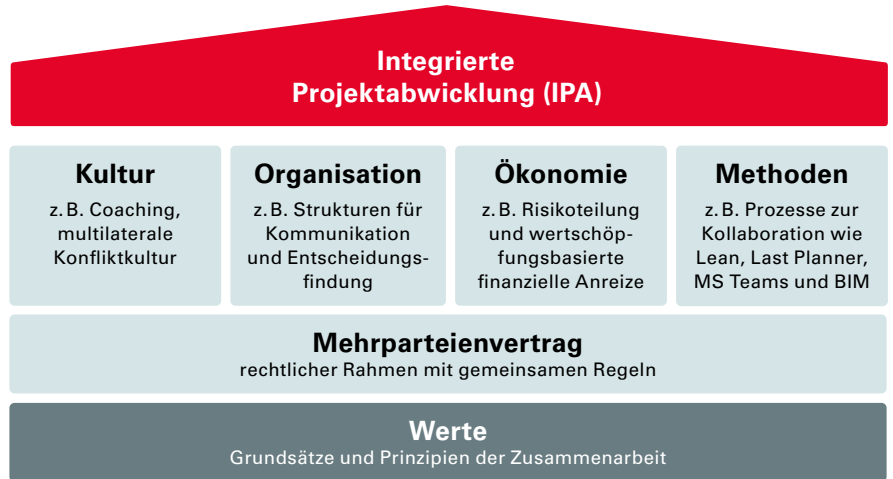 Integrierte
Projektabwicklung (IPA)
Kultur
z. B. Coaching,
multilaterale
Konfliktkultur
Organisation
z. B. Strukturen für
Kommunikation
und Entscheidungs-
findung
Ökonomie
z. B. Risikoteilung
und wertschöp-
fungsbasierte
finanzielle Anreize
Methoden
z. B. Prozesse zur
Kollaboration wie
Lean, Last Planner,
MS Teams und BIM
Mehrparteienvertrag
rechtlicher Rahmen mit gemeinsamen Regeln
Werte
Grundsätze und Prinzipien der Zusammenarbeit